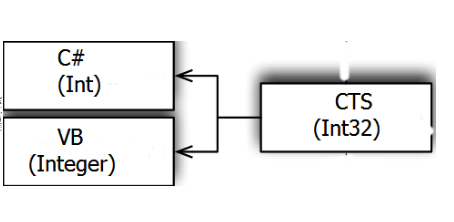 C#
(Int)
VB
(Integer)
CTS
(Int32)